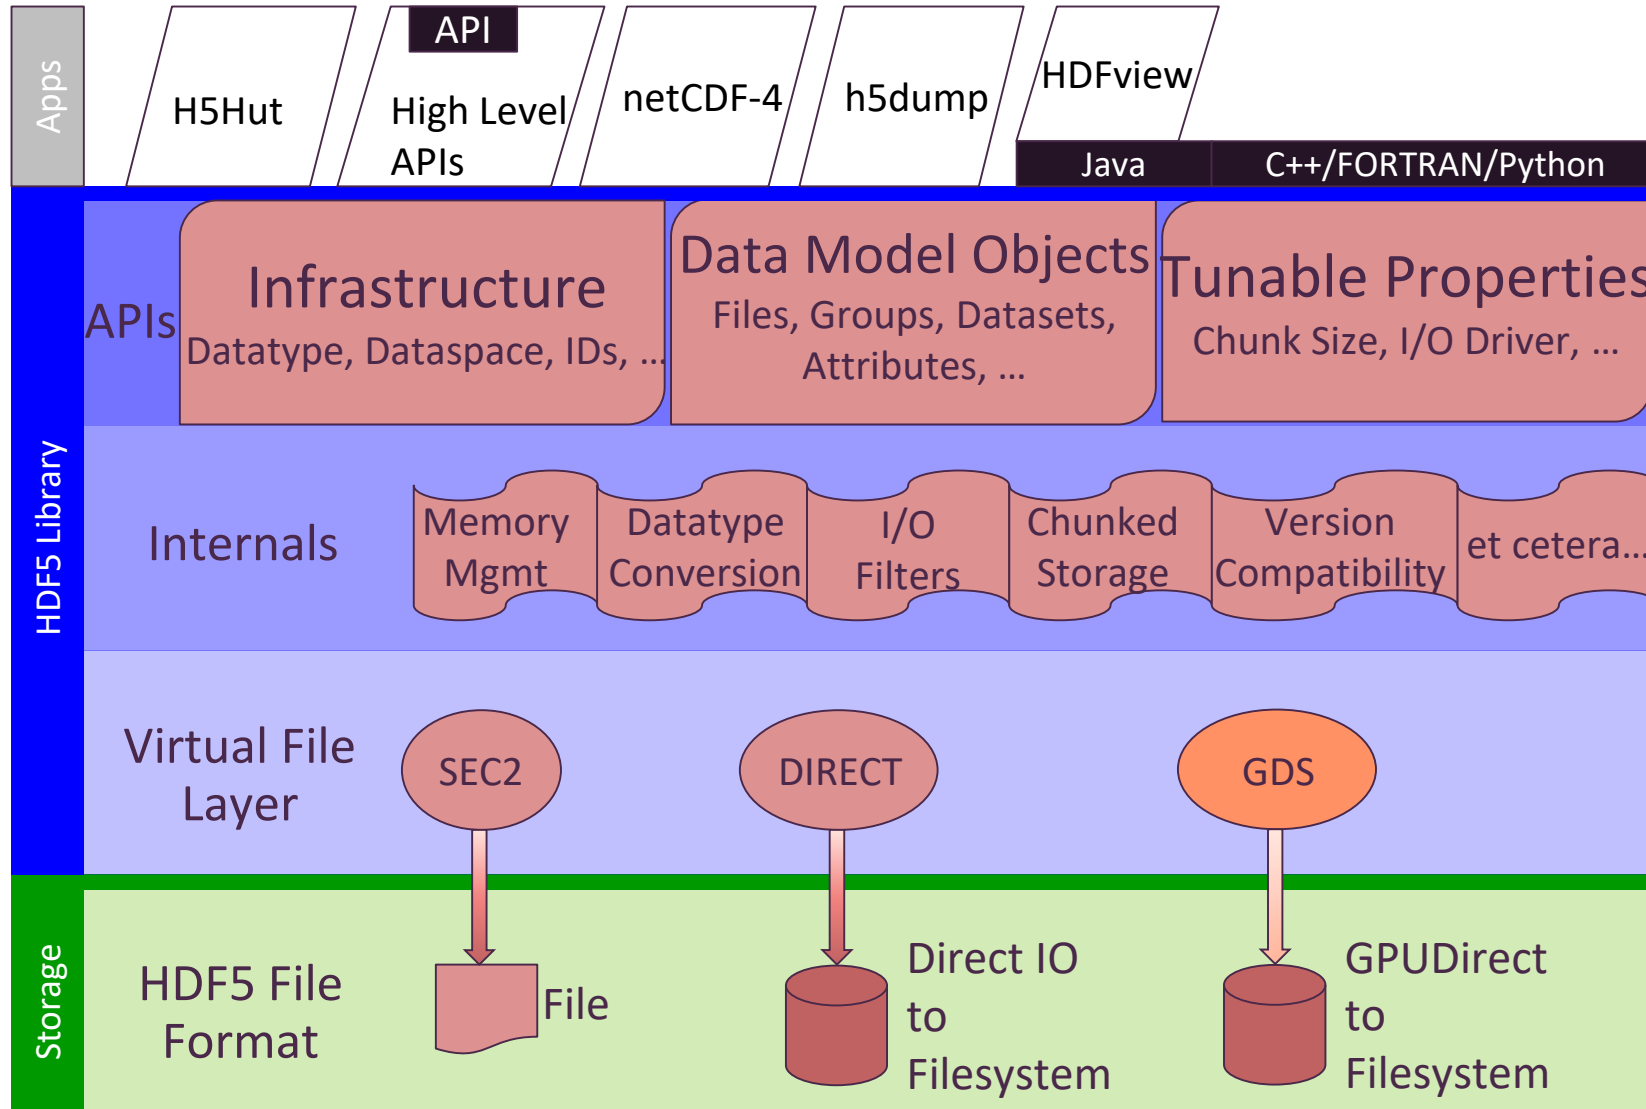 Apps
API
H5Hut
High Level
APIs
netCDF-4
h5dump
HDFview
Java
C++/FORTRAN/Python
HDF5 Library
APIs
Infrastructure
Datatype, Dataspace, IDs, …
Data Model Objects
Files, Groups, Datasets,
Attributes, …
Tunable Properties
Chunk Size, I/O Driver, …
Internals
Memory
Mgmt
Datatype
Conversion
I/O
Filters
Chunked
Storage
Version
Compatibility
et cetera…
Virtual File
Layer
SEC2
DIRECT
GDS
Storage
HDF5 File
Format
File
Direct IO
to
Filesystem
GPUDirect
to
Filesystem